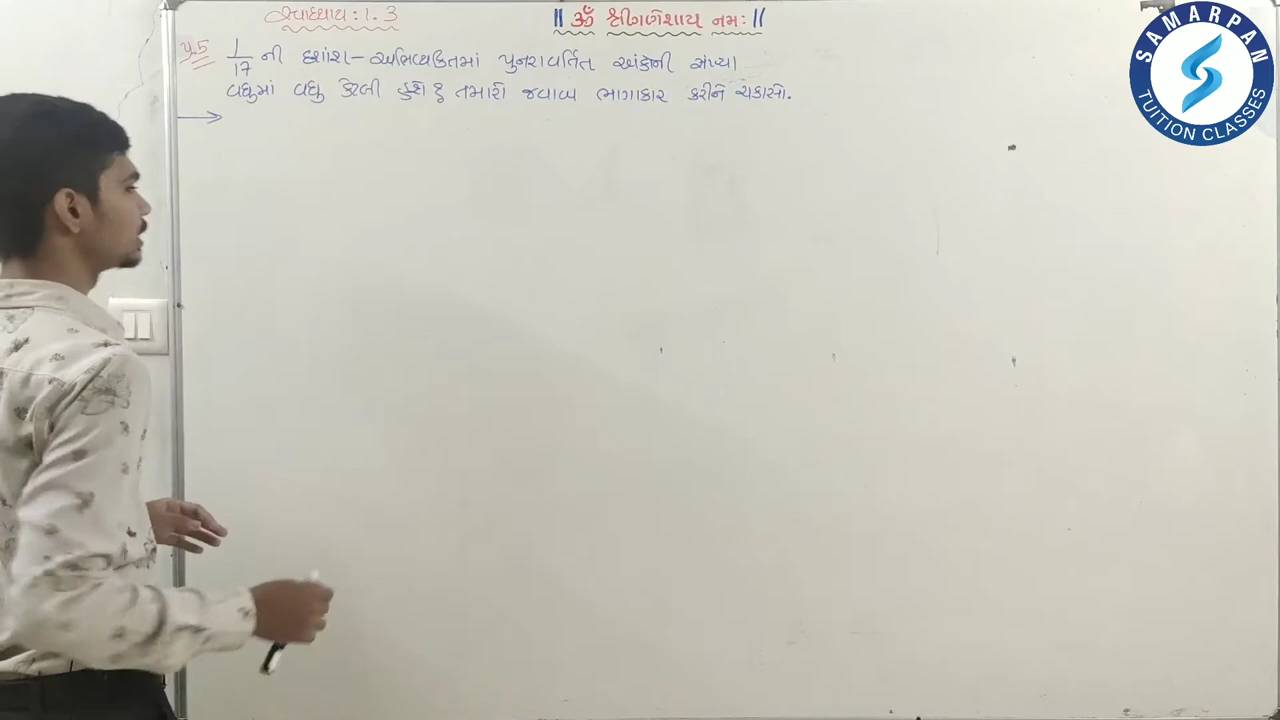 સ્વાધ્યાય : 1.3
|| ૐ શ્રી ગણેશાય નમઃ ||
પ્ર.5 1/17 ની દશાંશ-અભિવ્યક્તિમાં પુનરાવર્તિત અંકોની સંખ્યા
વધુમાં વધુ કેટલી હશે ? તમારો જવાબ ભાગાકાર કરીને ચકાસો.
SAMARPAN
TUITION CLASSES